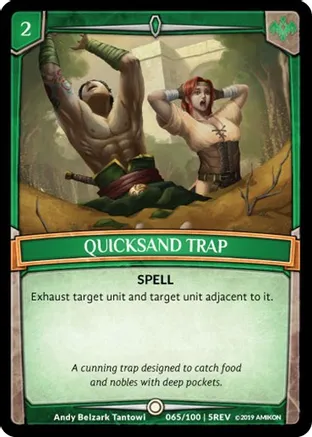 2
QUICKSAND TRAP
SPELL
Exhaust target unit and target unit adjacent to it.
A cunning trap designed to catch food
and nobles with deep pockets.
Andy Belzark Tantowi 065/100 | 5REV ©2019 AMIKON